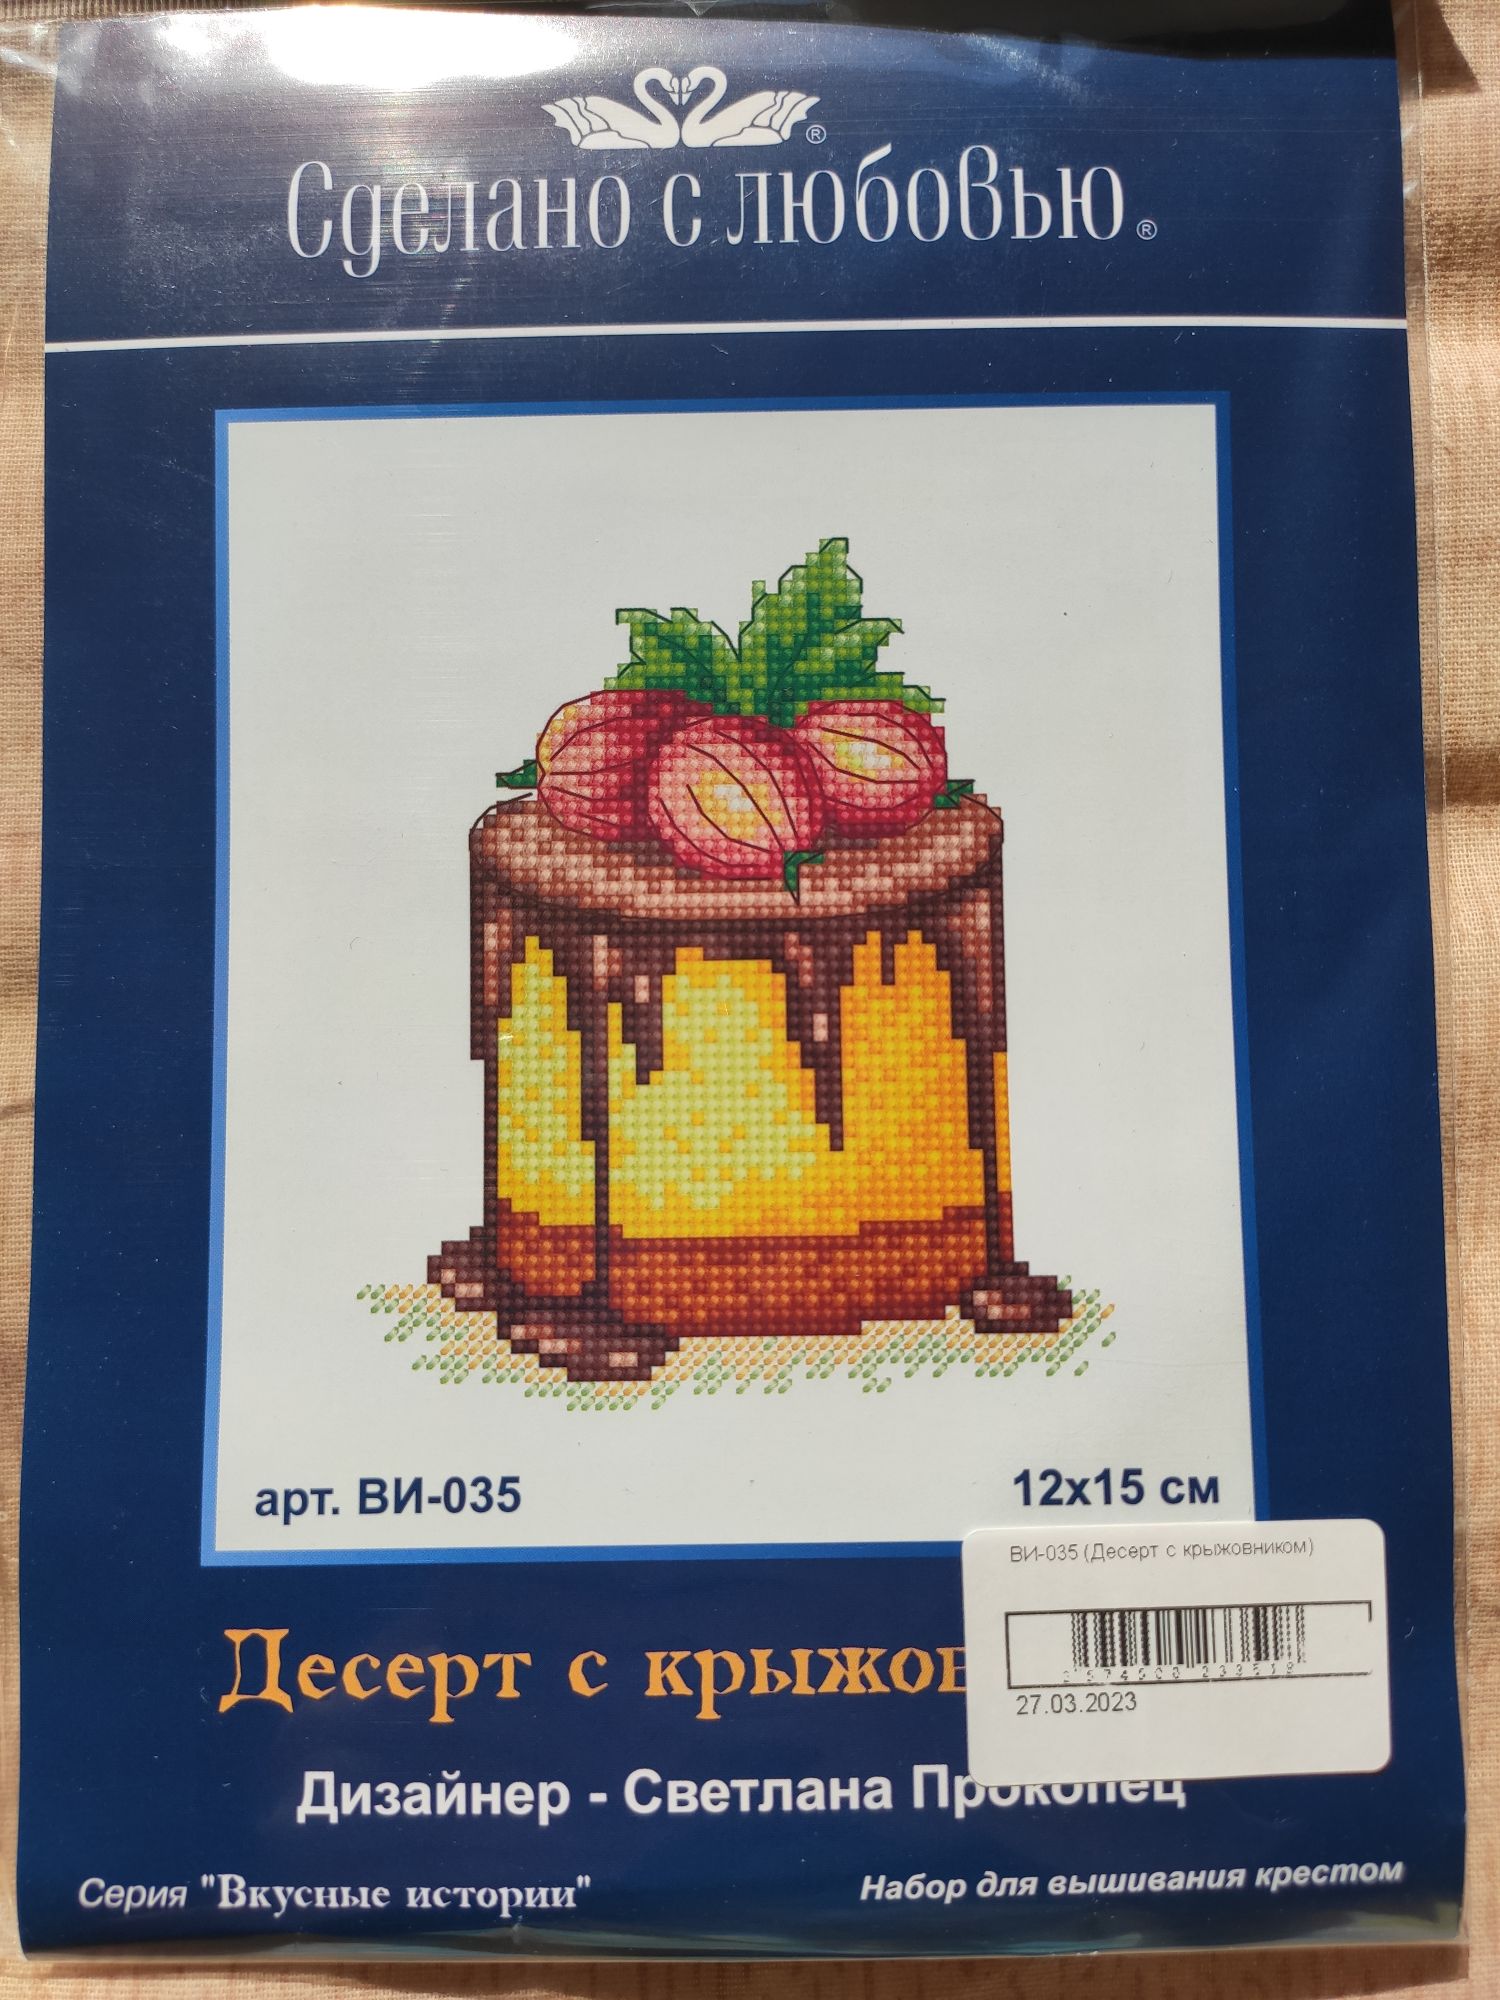 Сделано с любовью®
арт. ВИ-035
12х15 см
ВИ-035 (Десерт с крыжовником)
27.03.2023
Десерт с крыжов
Дизайнер - Светлана Прокопец
Серия "Вкусные истории"
Набор для вышивания крестом